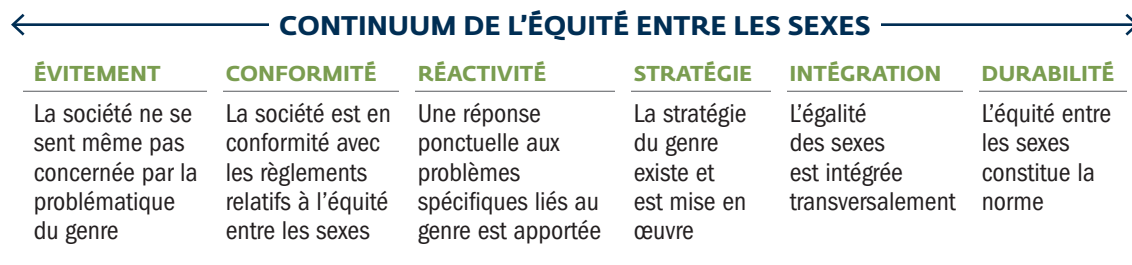 CONTINUUM DE L’ÉQUITÉ ENTRE LES SEXES
ÉVITEMENT
La société ne se
sent même pas
concernée par la
problématique
du genre
CONFORMITÉ
La société est en
conformité avec
les règlements
relatifs à l’équité
entre les sexes
RÉACTIVITÉ
Une réponse
ponctuelle aux
problèmes
spécifiques liés au
genre est apportée
STRATÉGIE
La stratégie
du genre
existe et
est mise en
œuvre
INTÉGRATION
L’égalité
des sexes
est intégrée
transversalement
DURABILITÉ
L’équité entre
les sexes
constitue la
norme